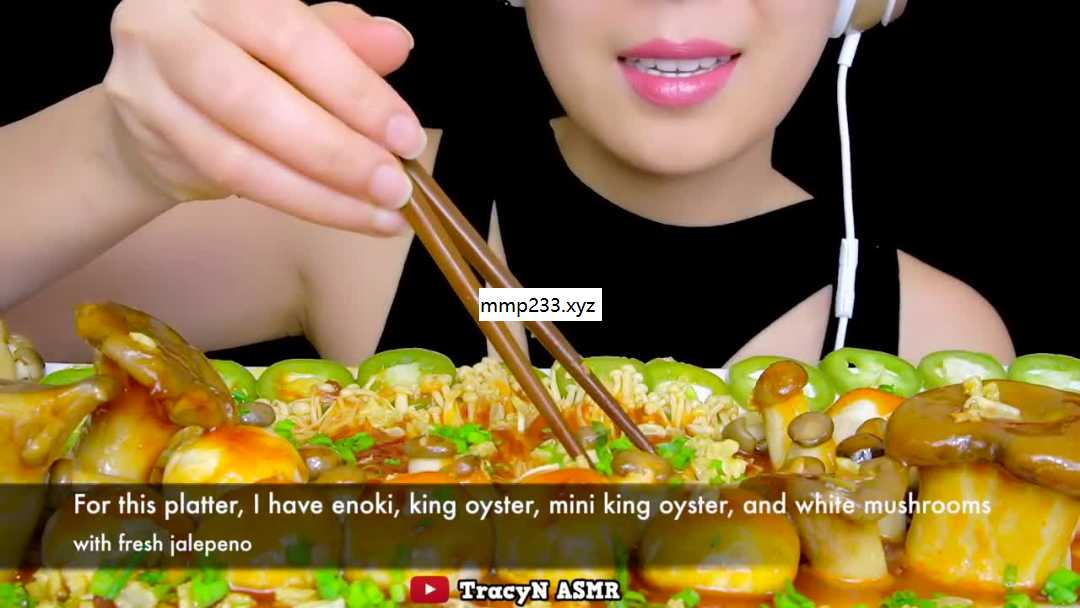 mmp233.xyz
For this platter, I have enoki, king oyster, mini king oyster, and white mushrooms
with fresh jalepeno
TracyN ASMR